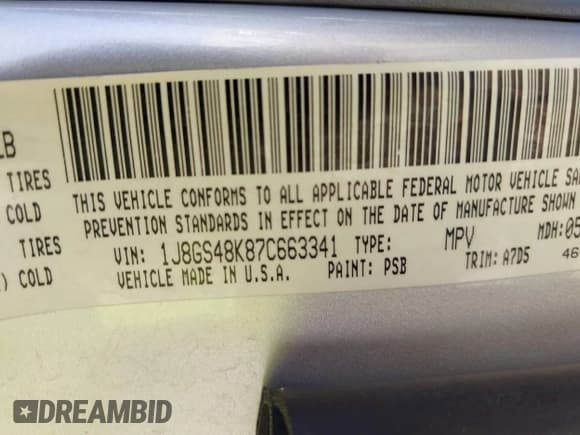 LB
TIRES
COLD
TIRES
) COLD
THIS VEHICLE CONFORMS TO ALL APPLICABLE FEDERAL MOTOR VEHICLE SA
PREVENTION STANDARDS IN EFFECT ON THE DATE OF MANUFACTURE SHOWN
VIN: 1J8GS48K87C663341 TYPE: MPV MDH:05
VEHICLE MADE IN U.S.A. PAINT: PSB TRIM: A7D5 46
DREAMBID